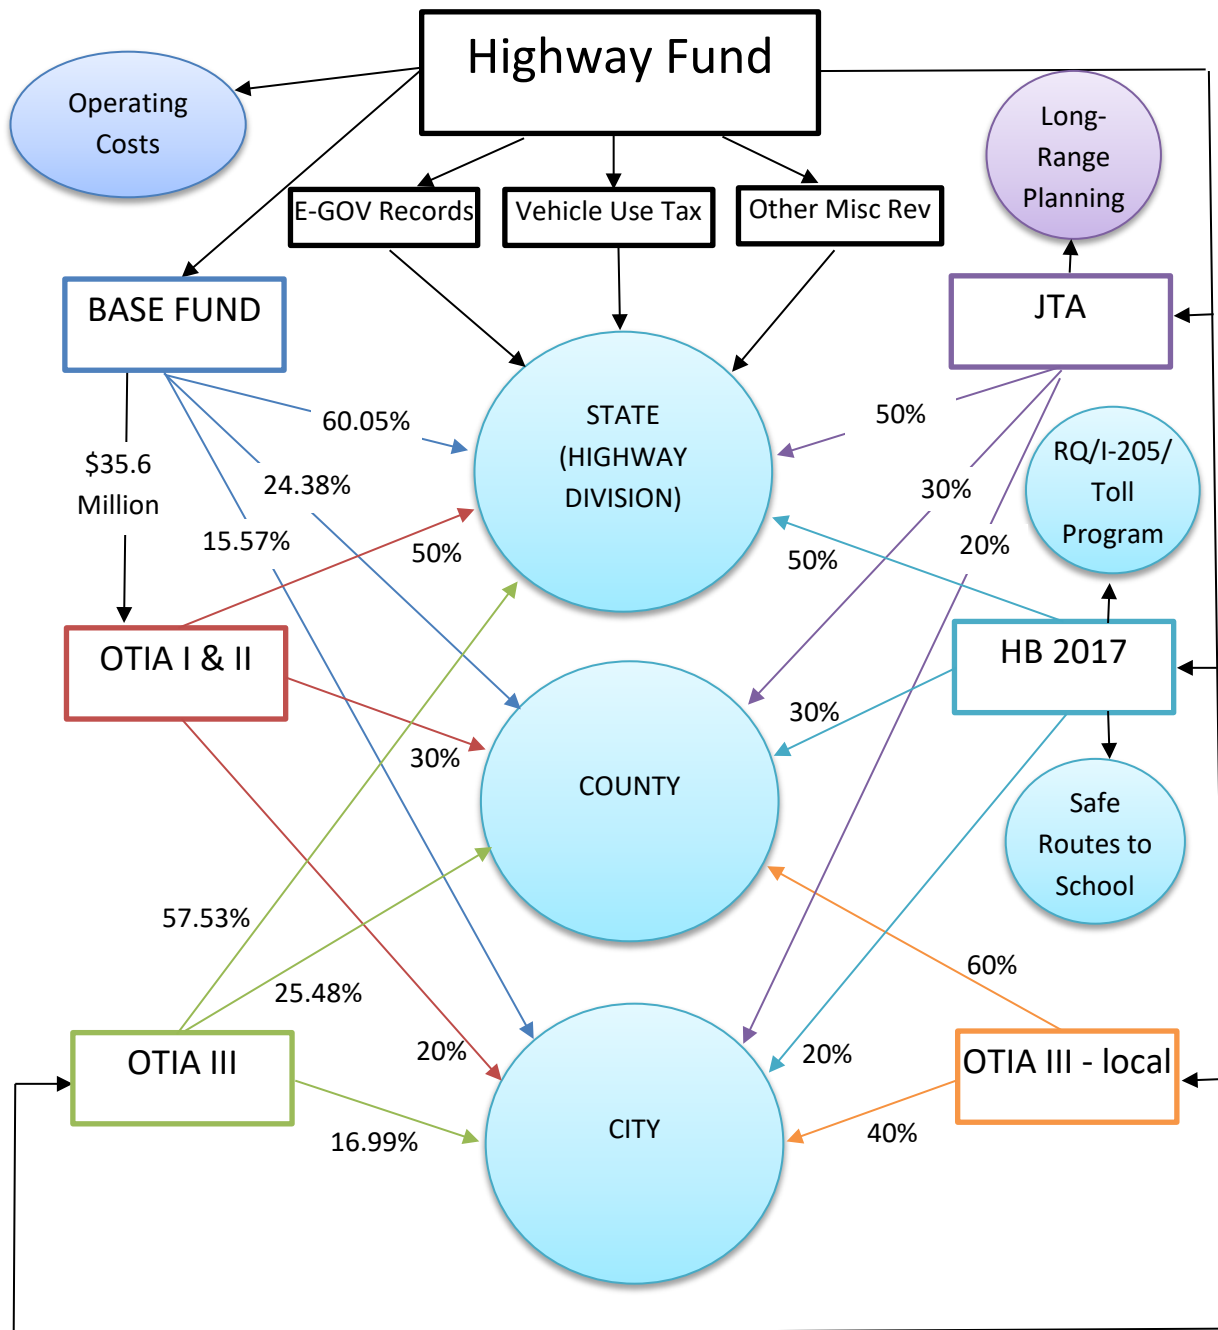 Highway Fund
Operating
Costs
Long-
Range
Planning
E-GOV Records
Vehicle Use Tax
Other Misc Rev
BASE FUND
JTA
STATE
(HIGHWAY
DIVISION)
60.05%
50%
$35.6
Million
24.38%
15.57%
RQ/I-205/
Toll
Program
30%
20%
50%
50%
OTIA I & II
HB 2017
30%
30%
COUNTY
Safe
Routes to
School
57.53%
25.48%
60%
OTIA III
20%
20%
OTIA III - local
16.99%
CITY
40%